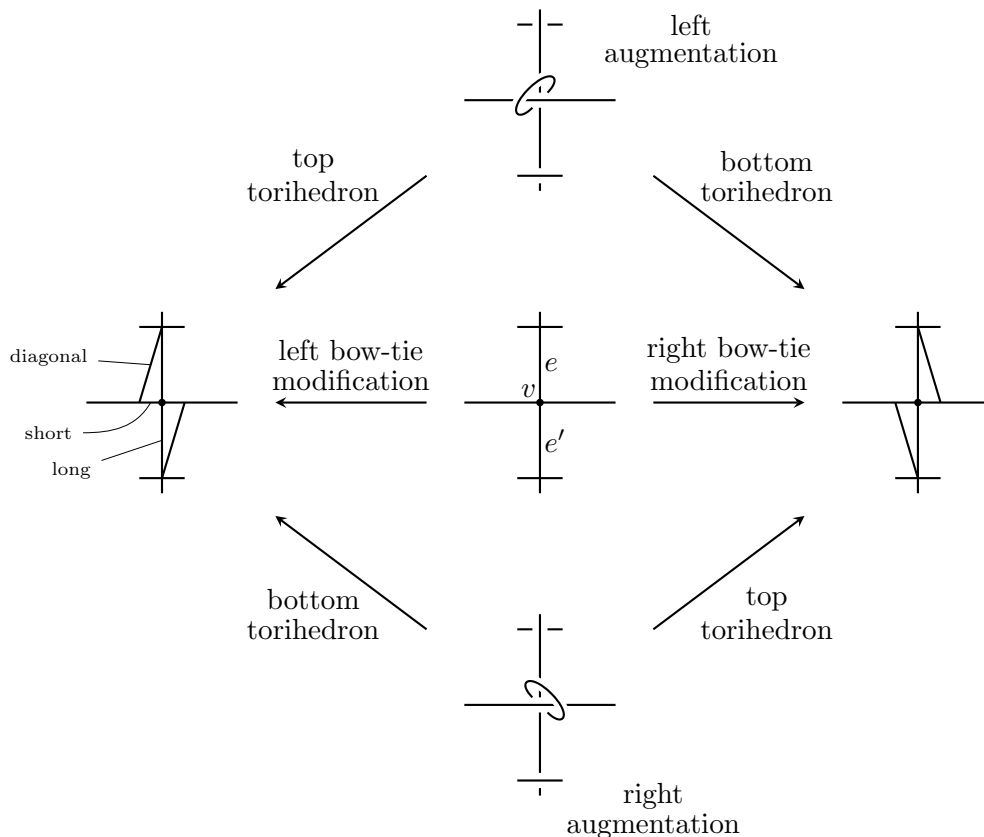 left
augmentation
top
torihedron
bottom
torihedron
diagonal
short
long
left bow-tie
modification
e
v
e′
right bow-tie
modification
bottom
torihedron
top
torihedron
right
augmentation